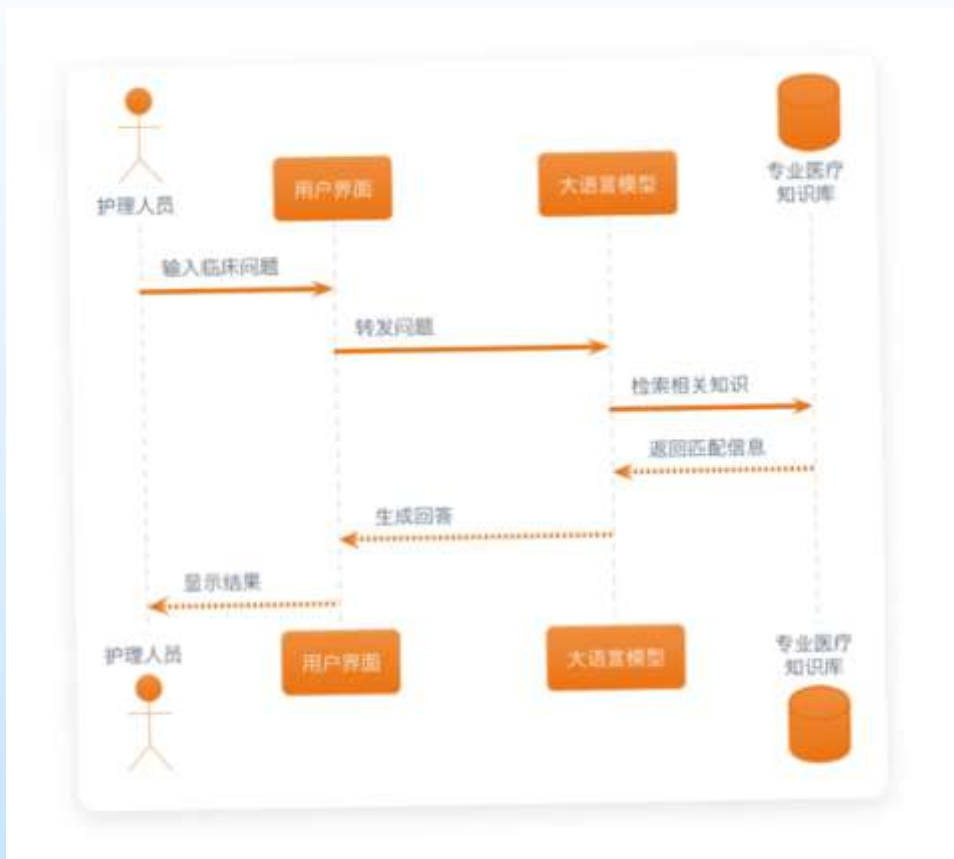 护理人员
用户界面
大语言模型
专业医疗
知识库
输入临床问题
转发问题
检索相关知识
返回匹配信息
生成回答
显示结果
护理人员
用户界面
大语言模型
专业医疗
知识库